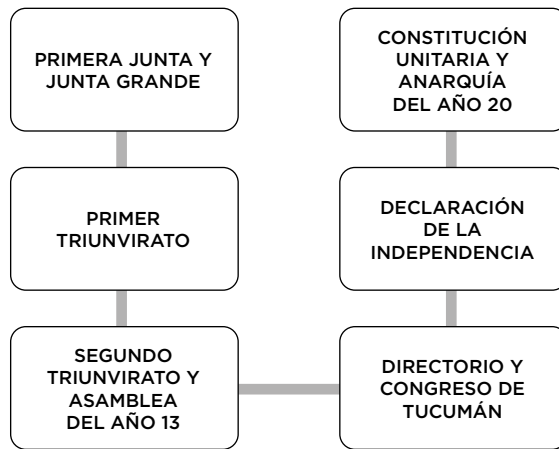 PRIMERA JUNTA Y
JUNTA GRANDE
PRIMER
TRIUNVIRATO
SEGUNDO
TRIUNVIRATO Y
ASAMBLEA
DEL AÑO 13
DIRECTORIO Y
CONGRESO DE
TUCUMÁN
DECLARACIÓN
DE LA
INDEPENDENCIA
CONSTITUCIÓN
UNITARIA Y
ANARQUÍA
DEL AÑO 20